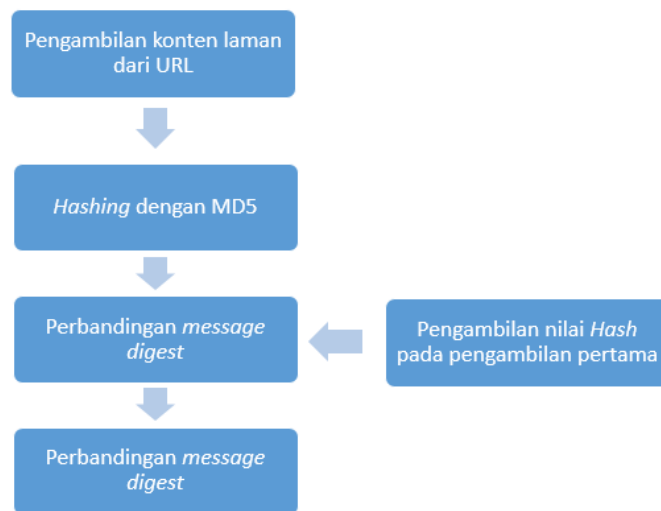 Pengambilan konten laman
dari URL
Hashing dengan MD5
Perbandingan message
digest
Pengambilan nilai Hash
pada pengambilan pertama
Perbandingan message
digest